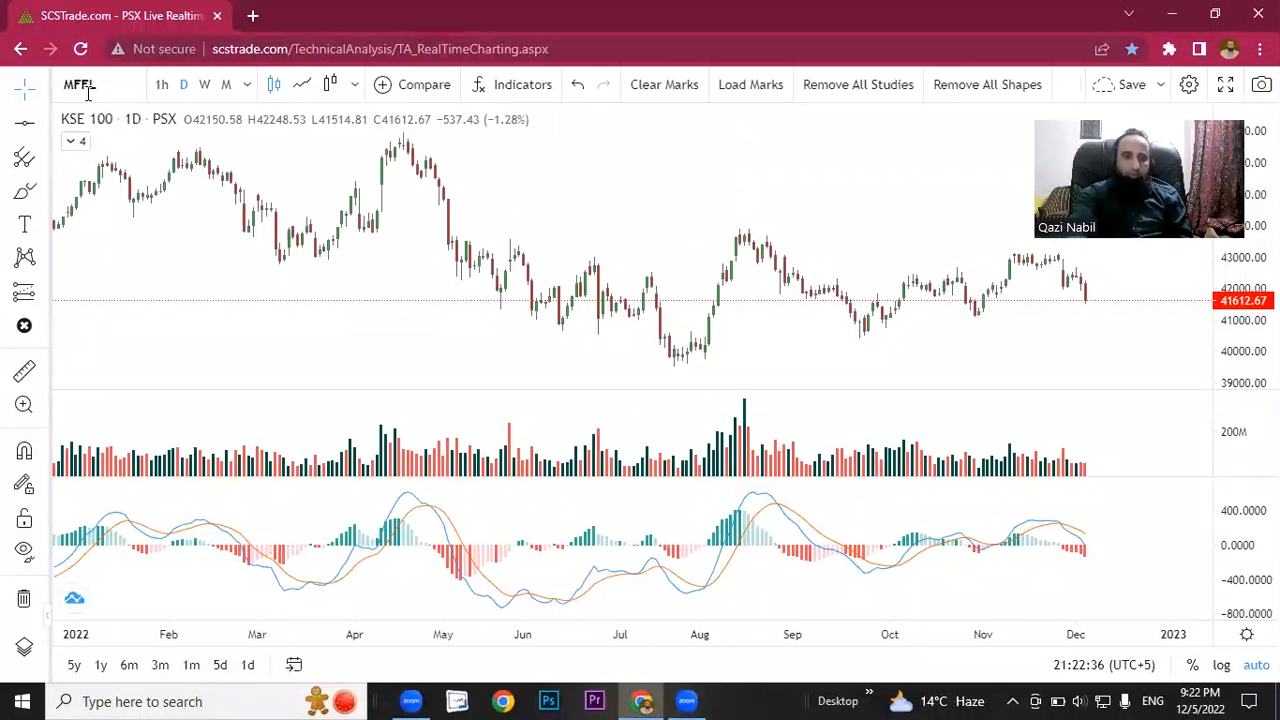 SCSTrade.com - PSX Live Realtim
Not secure
scstrade.com/TechnicalAnalysis/TA_RealTimeCharting.aspx
MFFL
1h D W M
Compare
Indicators
Clear Marks
Load Marks
Remove All Studies
Remove All Shapes
Save
KSE 100 · 1D · PSX O42150.58 H42248.53 L41514.81 C41612.67 -537.43 (-1.28%)
4
Qazi Nabil
43000.00
42000.00
41612.67
41000.00
40000.00
39000.00
200M
400.0000
0.0000
-400.0000
-800.0000
2022 Feb Mar Apr May Jun Jul Aug Sep Oct Nov Dec 2023
5y 1y 6m 3m 1m 5d 1d
21:22:36 (UTC+5)
% log auto
Type here to search
Ps
Pr
zoom
zoom
Desktop
14°C Haze
ENG
9:22 PM
12/5/2022